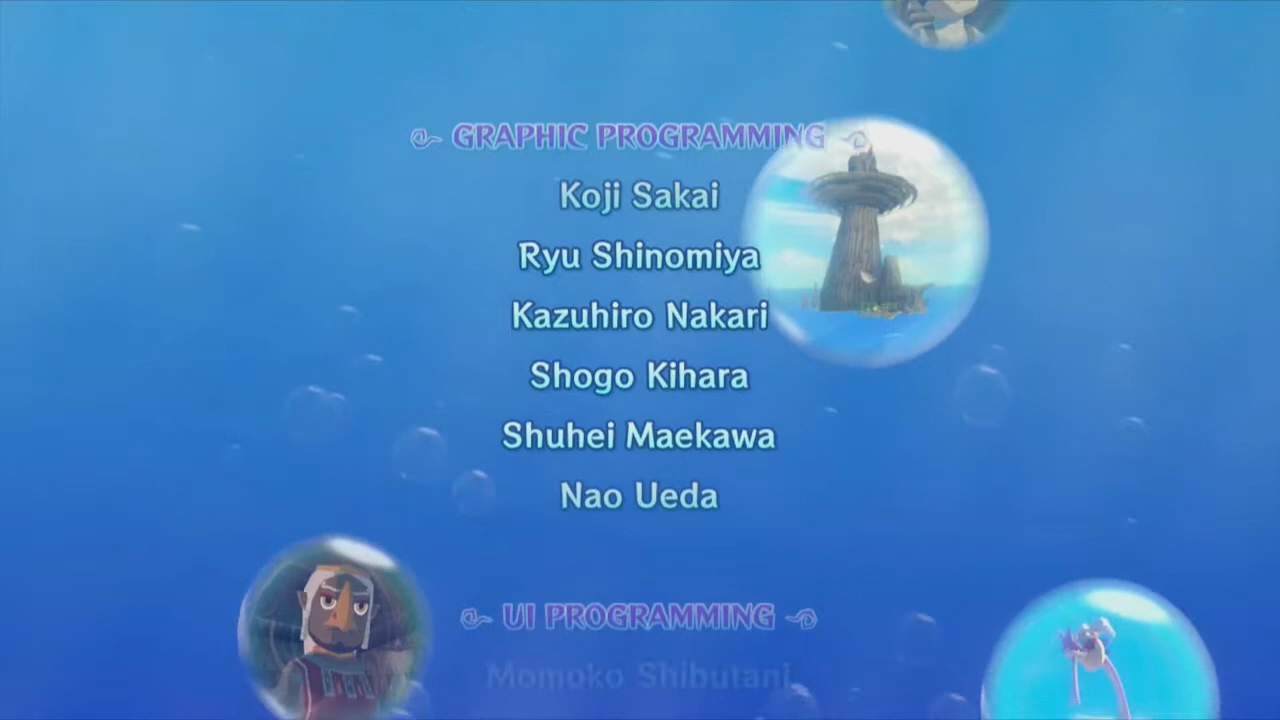 GRAPHIC PROGRAMMING
Koji Sakai
Ryu Shinomiya
Kazuhiro Nakari
Shogo Kihara
Shuhei Maekawa
Nao Ueda
UI PROGRAMMING
Momoko Shibutani